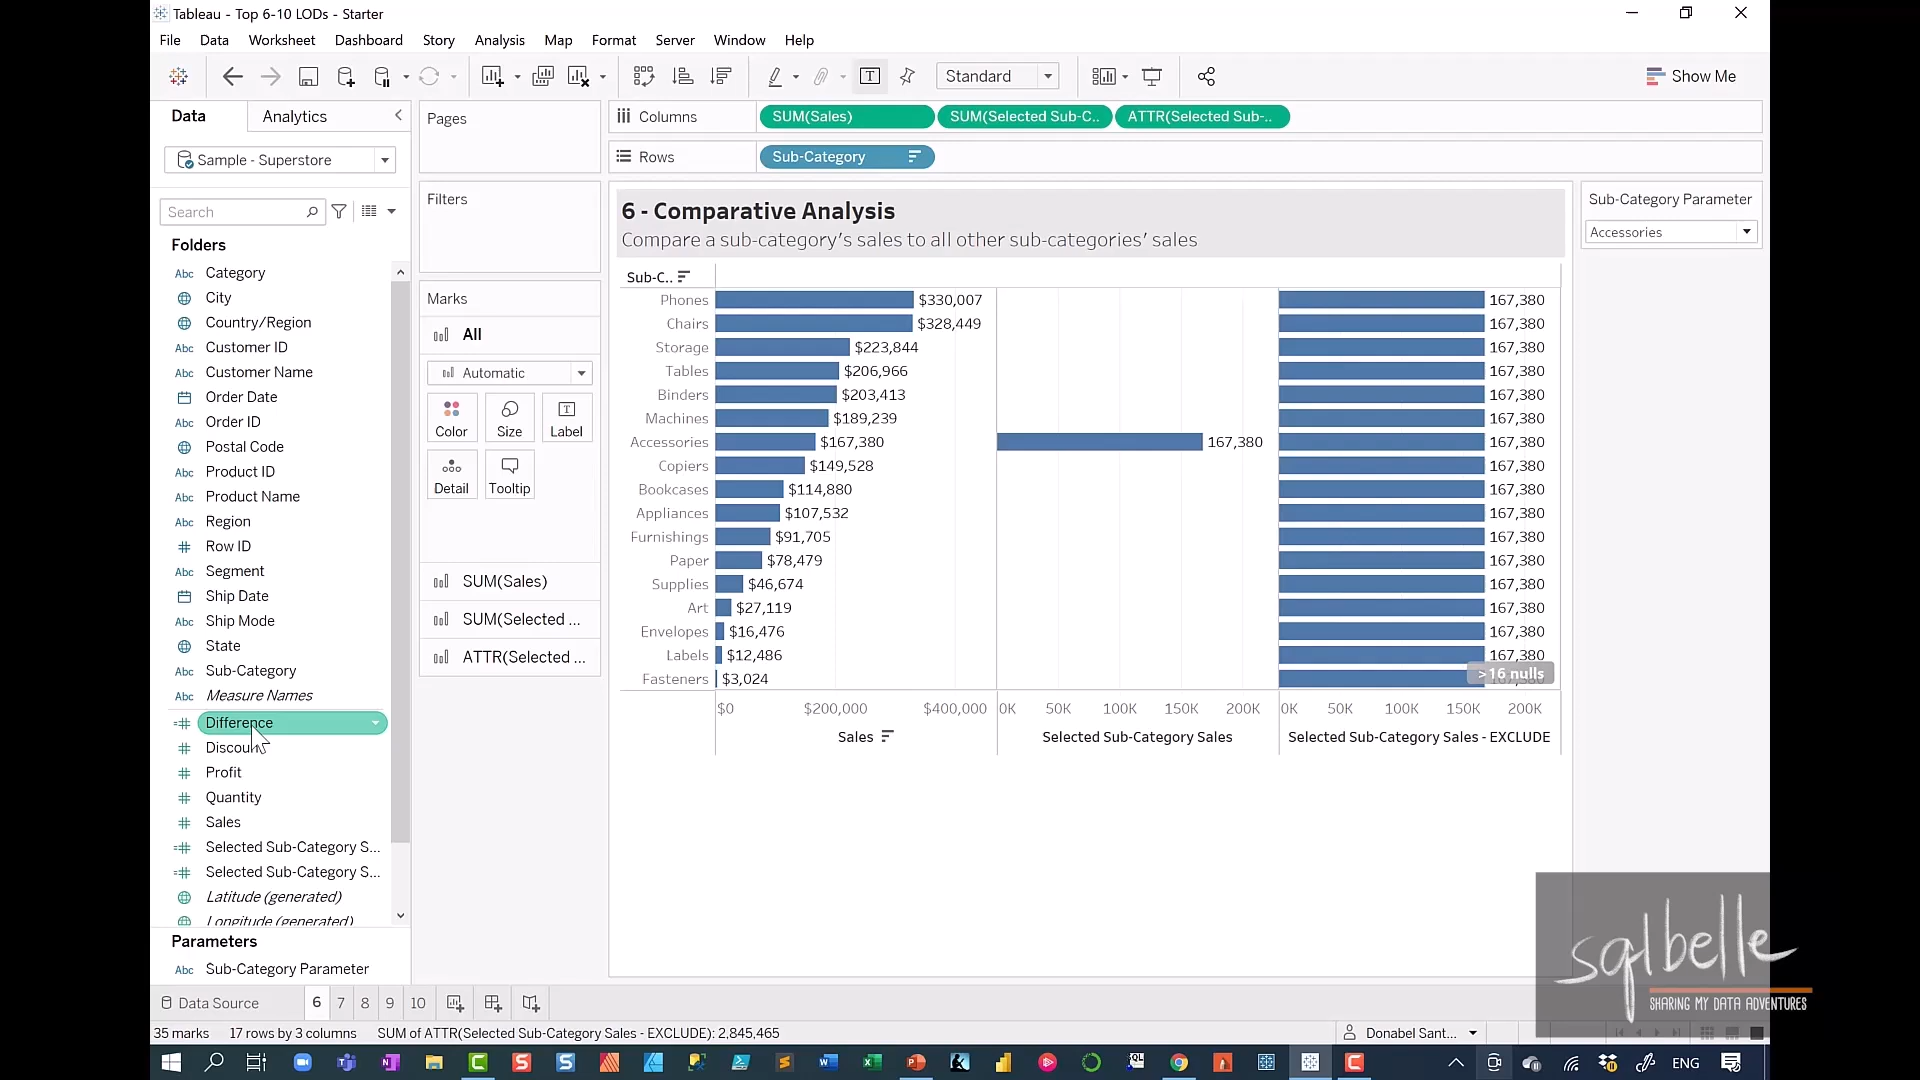 Tableau - Top 6-10 LODs - Starter
File Data Worksheet Dashboard Story Analysis Map Format Server Window Help
Standard
Show Me
Data
Analytics
Sample - Superstore
Search
Folders
Abc Category
City
Country/Region
Abc Customer ID
Abc Customer Name
Order Date
Abc Order ID
Postal Code
Abc Product ID
Abc Product Name
Abc Region
# Row ID
Abc Segment
Ship Date
Abc Ship Mode
State
Abc Sub-Category
Abc Measure Names
=# Difference
# Discount
# Profit
# Quantity
# Sales
=# Selected Sub-Category S...
=# Selected Sub-Category S...
Latitude (generated)
Longitude (generated)
Parameters
Abc Sub-Category Parameter
Pages
Filters
Marks
All
Automatic
Color Size Label
Detail Tooltip
SUM(Sales)
SUM(Selected ...
ATTR(Selected ...
Columns SUM(Sales) SUM(Selected Sub-C.. ATTR(Selected Sub-..
Rows Sub-Category
6 - Comparative Analysis
Compare a sub-category's sales to all other sub-categories' sales
Sub-C..
Phones $330,007 167,380
Chairs $328,449 167,380
Storage $223,844 167,380
Tables $206,966 167,380
Binders $203,413 167,380
Machines $189,239 167,380
Accessories $167,380 167,380 167,380
Copiers $149,528 167,380
Bookcases $114,880 167,380
Appliances $107,532 167,380
Furnishings $91,705 167,380
Paper $78,479 167,380
Supplies $46,674 167,380
Art $27,119 167,380
Envelopes $16,476 167,380
Labels $12,486 167,380
Fasteners $3,024
>16 nulls
$0 $200,000 $400,000 0K 50K 100K 150K 200K 0K 50K 100K 150K 200K
Sales Selected Sub-Category Sales Selected Sub-Category Sales - EXCLUDE
Sub-Category Parameter
Accessories
sqlbelle
SHARING MY DATA ADVENTURES
Data Source 6 7 8 9 10
35 marks 17 rows by 3 columns SUM of ATTR(Selected Sub-Category Sales - EXCLUDE): 2,845,465
Donabel Sant...
ENG